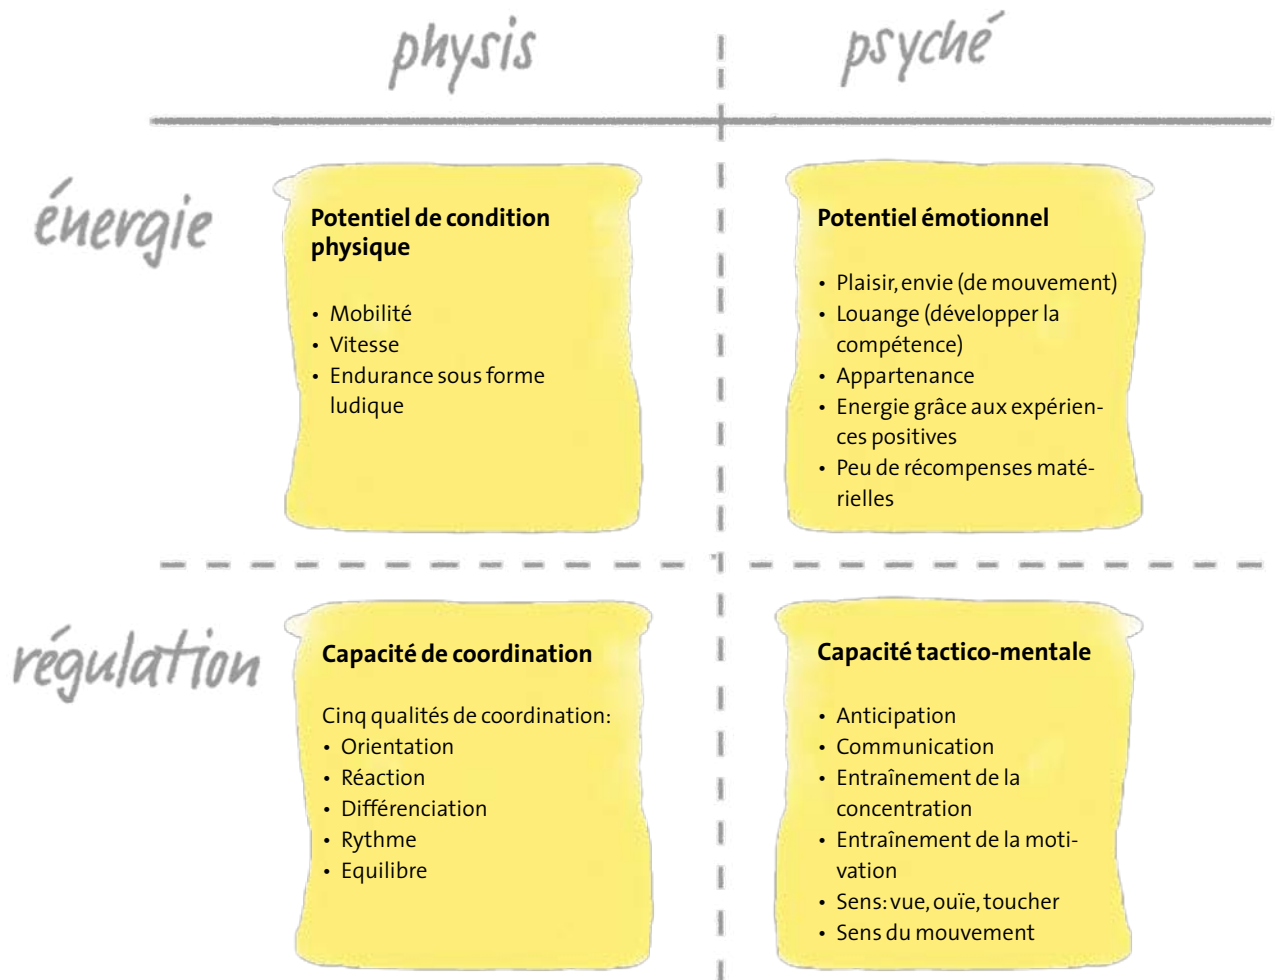 physis
psyché
énergie
Potentiel de condition
physique
• Mobilité
• Vitesse
• Endurance sous forme
ludique
Potentiel émotionnel
• Plaisir, envie (de mouvement)
• Louange (développer la
compétence)
• Appartenance
• Energie grâce aux expérien-
ces positives
• Peu de récompenses maté-
rielles
régulation
Capacité de coordination
Cinq qualités de coordination:
• Orientation
• Réaction
• Différenciation
• Rythme
• Equilibre
Capacité tactico-mentale
• Anticipation
• Communication
• Entraînement de la
concentration
• Entraînement de la moti-
vation
• Sens: vue, ouïe, toucher
• Sens du mouvement